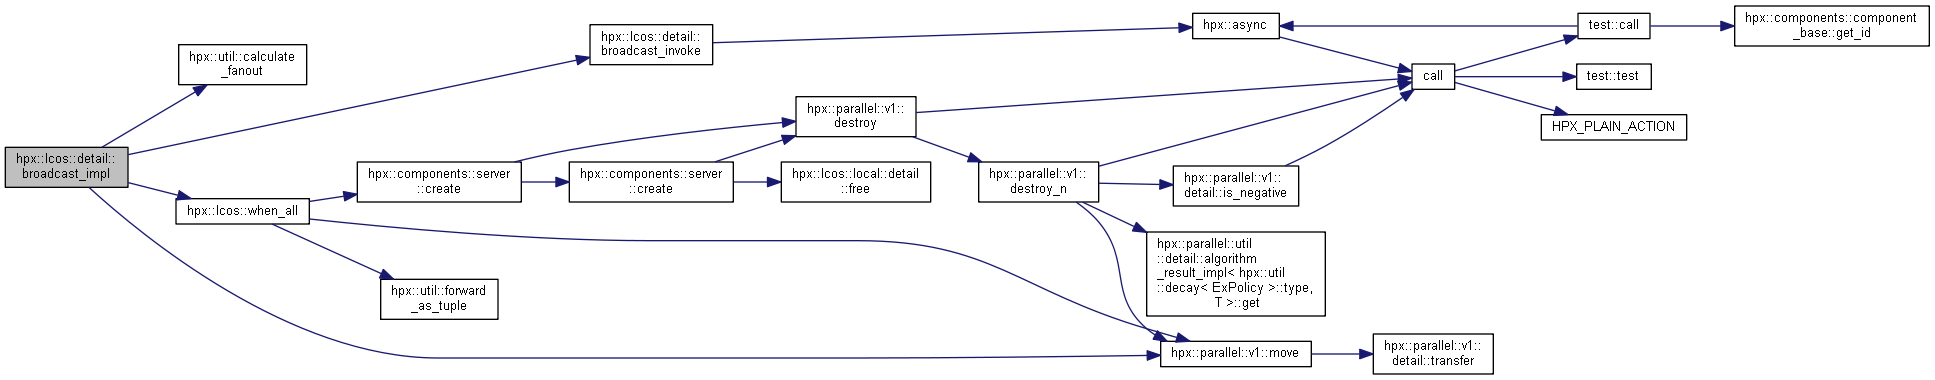 hpx::lcos::detail::
broadcast_impl
hpx::util::calculate
_fanout
hpx::lcos::detail::
broadcast_invoke
hpx::lcos::when_all
hpx::components::server
::create
hpx::util::forward
_as_tuple
hpx::components::server
::create
hpx::parallel::v1::
destroy
hpx::lcos::local::detail
::free
hpx::parallel::v1::
destroy_n
hpx::async
hpx::parallel::v1::
detail::is_negative
hpx::parallel::util
::detail::algorithm
_result_impl< hpx::util
::decay< ExPolicy >::type,
T >::get
hpx::parallel::v1::move
call
hpx::parallel::v1::
detail::transfer
test::call
test::test
HPX_PLAIN_ACTION
hpx::components::component
_base::get_id